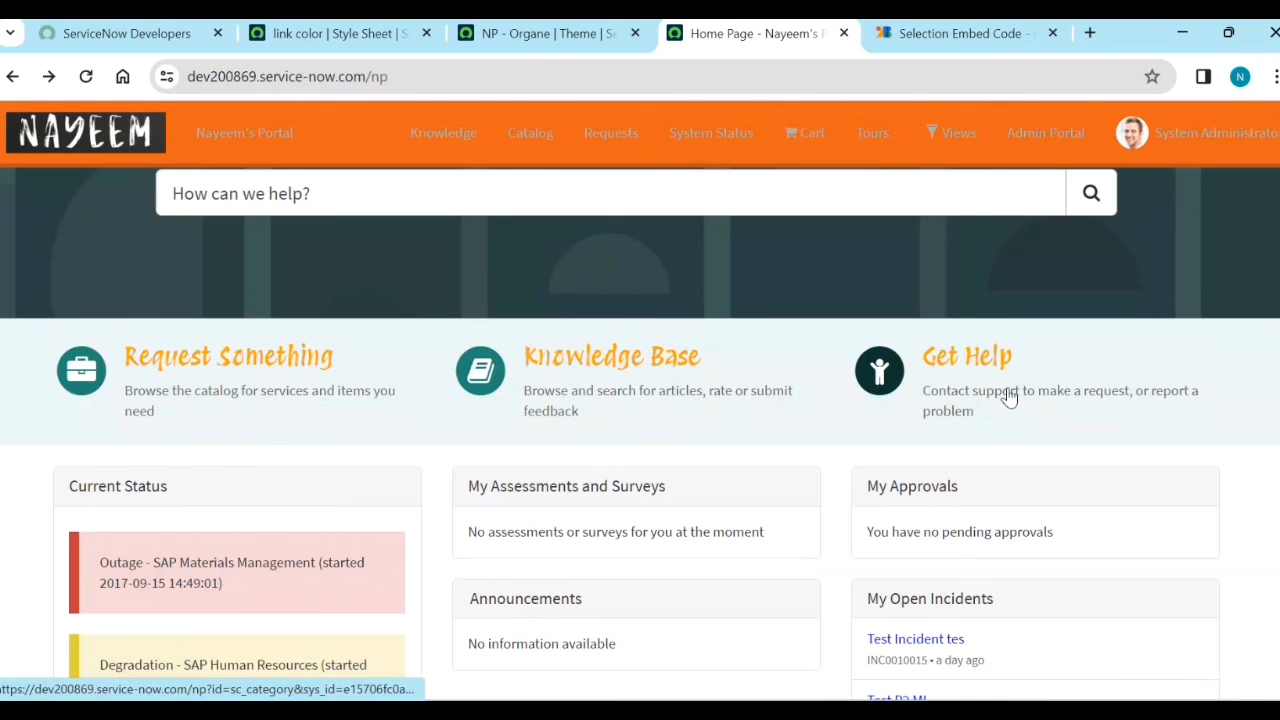 ServiceNow Developers
link color | Style Sheet | S
NP - Organe | Theme | Se
Home Page - Nayeem's P
Selection Embed Code -
dev200869.service-now.com/np
N
NAYEEM
Nayeem's Portal
Knowledge
Catalog
Requests
System Status
Cart
Tours
Views
Admin Portal
System Administrato
How can we help?
Request Something
Browse the catalog for services and items you
need
Knowledge Base
Browse and search for articles, rate or submit
feedback
Get Help
Contact support to make a request, or report a
problem
Current Status
Outage - SAP Materials Management (started
2017-09-15 14:49:01)
Degradation - SAP Human Resources (started
My Assessments and Surveys
No assessments or surveys for you at the moment
Announcements
No information available
My Approvals
You have no pending approvals
My Open Incidents
Test Incident tes
INC0010015 • a day ago
Test P2 MI
https://dev200869.service-now.com/np?id=sc_category&sys_id=e15706fc0a...